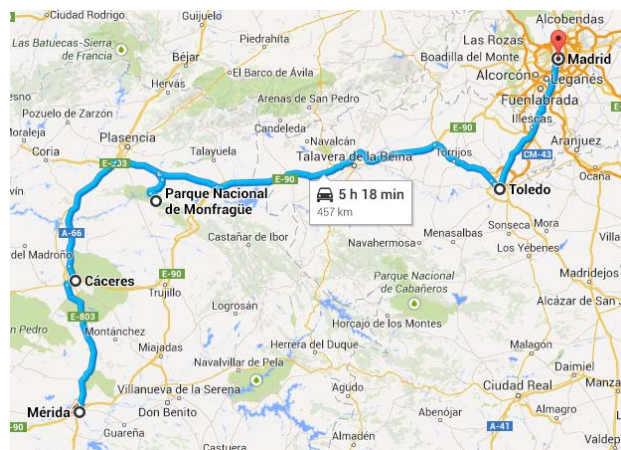 Ciudad Rodrigo
Guijuelo
Alcobendas
Las Batuecas-Sierra
de Francia
Piedrahita
Las Rozas
Béjar
Boadilla del Monte
Madrid
El Barco de Ávila
Alcorcón
Leganes
Hervas
Arenas de San Pedro
Fuenlabrada
Pozuelo de Zarzón
Illescas
Moraleja
Candeleda
Navalcán
E-90
Aranjuez
Plasencia
Coria
Talayuela
Torrijos
E-803
Talavera de la Reina
CM-43
Ocana
E-90
Parque Nacional
de Monfragüe
5 h 18 min
457 km
Toledo
A-66
Sonseca
Mora
Menasalbas
Castañar de Ibor
Navahermosa
Los Yébenes
del Madroño
E-90
Parque Nacional
de Cabañeros
Madridejos
Cáceres
Trujillo
Alcázar de San J
Logrosán
E-803
Horcajo de los Montes
n Pedro
Montánchez
Malagón
Miajadas
Herrera del Duque
Daimiel
Navalvillar de Pela
Ciudad Real
Manza
Villanueva de la Serena
Agudo
Mérida
Don Benito
Abenójar
Almagro
-90
Guareña
A-41
Almadén
Valdep
Castuera